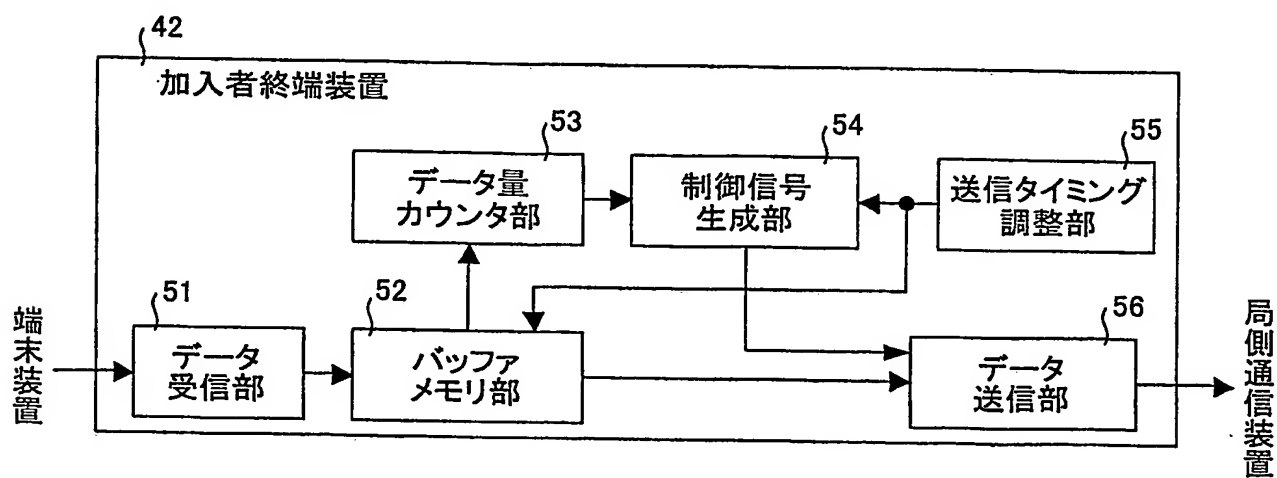 42
加入者終端装置
53
データ量
カウンタ部
54
制御信号
生成部
55
送信タイミング
調整部
51
データ
受信部
52
バッファ
メモリ部
56
データ
送信部
端末装置
局側通信装置